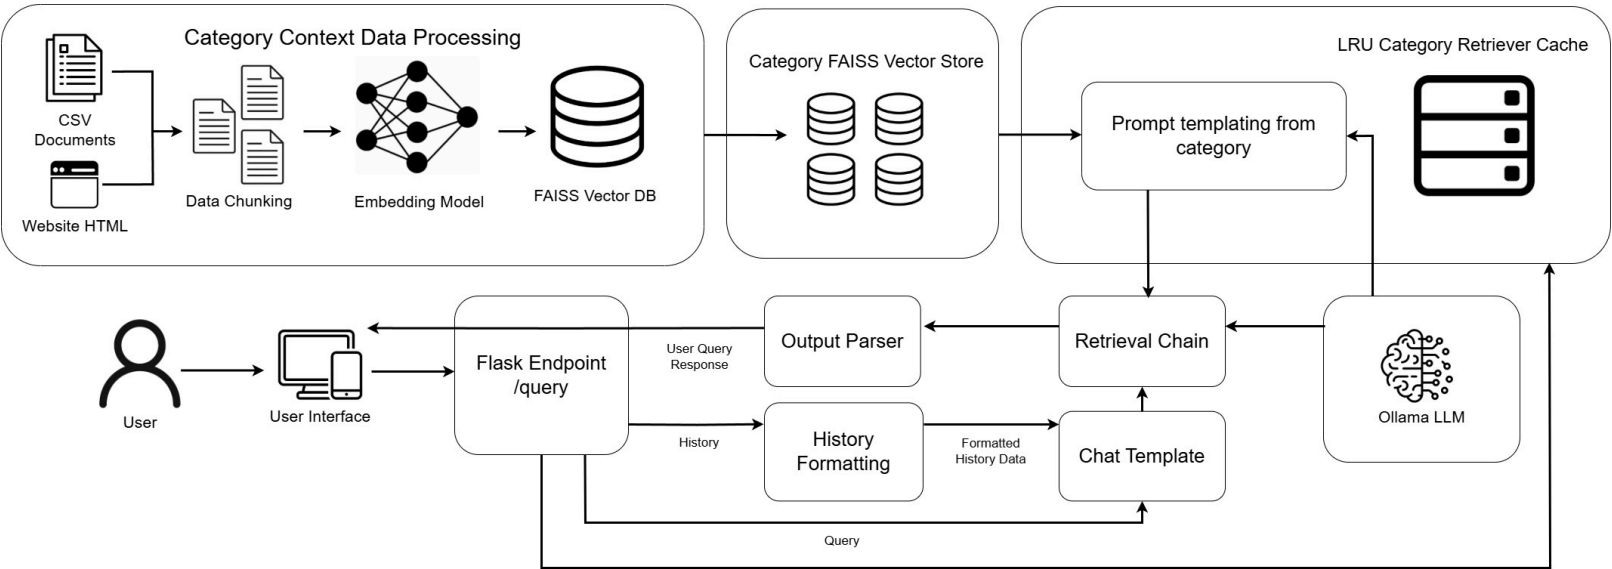 Category Context Data Processing
CSV
Documents
Website HTML
Data Chunking
Embedding Model
FAISS Vector DB
Category FAISS Vector Store
LRU Category Retriever Cache
Prompt templating from
category
User
User Interface
Flask Endpoint
/query
User Query
Response
Output Parser
Retrieval Chain
Ollama LLM
History
History
Formatting
Formatted
History Data
Chat Template
Query